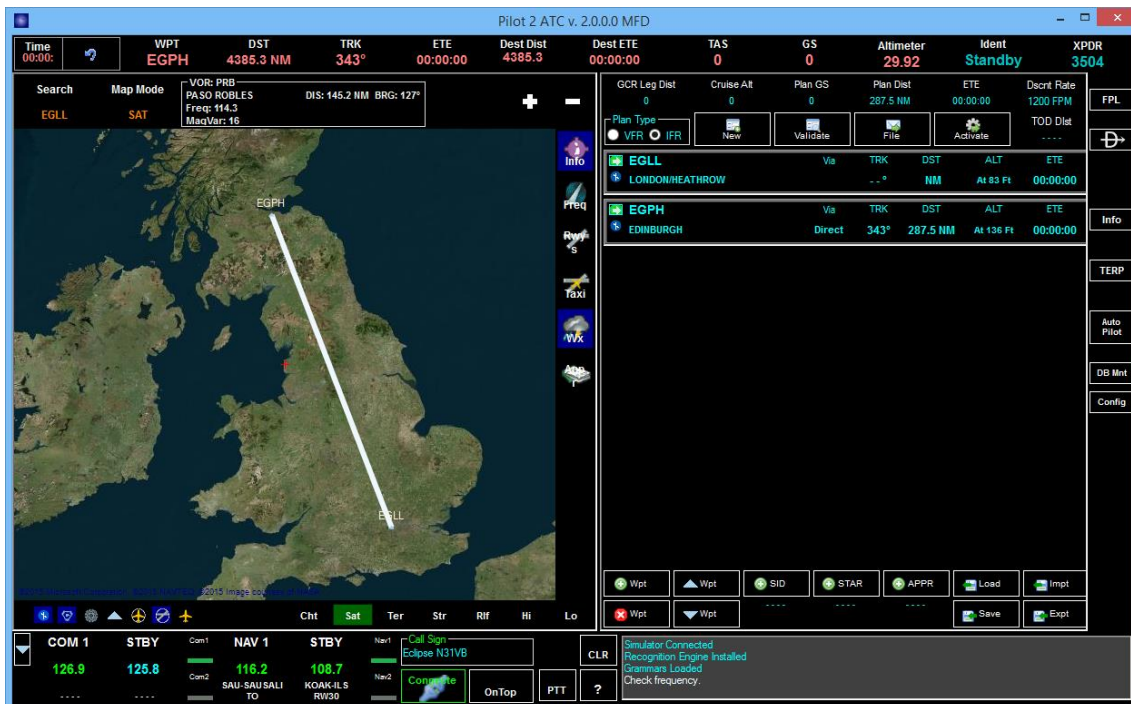 Pilot 2 ATC v. 2.0.0.0 MFD
Time WPT DST TRK ETE Dest Dist Dest ETE TAS GS Altimeter Ident XPDR
00:00: EGPH 4385.3 NM 343° 00:00:00 4385.3 00:00:00 0 0 29.92 Standby 3504
Search Map Mode
EGLL SAT
VOR: PRB
PASO ROBLES DIS: 145.2 NM BRG: 127°
Freq: 114.3
MagVar: 16
EGPH
EGLL
Info
Freq
Rwy-
s
Taxi
Wx
Cht Sat Ter Str Rlf Hi Lo
GCR Leg Dist Cruise Alt Plan GS Plan Dist ETE Dscnt Rate
0 0 0 287.5 NM 00:00:00 1200 FPM
Plan Type
VFR IFR
New Validate File Activate
TOD Dist
----
EGLL Via TRK DST ALT ETE
LONDON/HEATHROW --° NM At 83 Ft 00:00:00
EGPH Via TRK DST ALT ETE
EDINBURGH Direct 343° 287.5 NM At 136 Ft 00:00:00
FPL
D
Info
TERP
Auto
Pilot
DB Mnt
Config
Wpt Wpt SID STAR APPR Load Impt
Wpt Wpt ---- ---- ---- Save Expt
COM 1 STBY Com1 NAV 1 STBY Nav1
126.9 125.8 Com2 116.2 108.7 Nav2
---- ---- SAU-SAUSALI KOAK-ILS
TO RW30
Call Sign
Eclipse N31VB
CLR
Connect OnTop PTT ?
Simulator Connected
Recognition Engine Installed
Grammars Loaded
Check frequency.